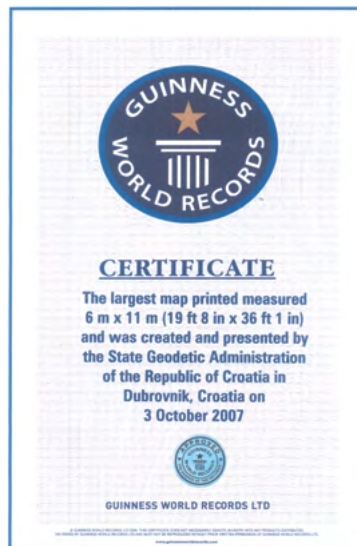 GUINNESS
WORLD RECORDS
CERTIFICATE
The largest map printed measured
6 m x 11 m (19 ft 8 in x 36 ft 1 in)
and was created and presented by
the State Geodetic Administration
of the Republic of Croatia in
Dubrovnik, Croatia on
3 October 2007
APPROVED
GUINNESS WORLD RECORDS LTD